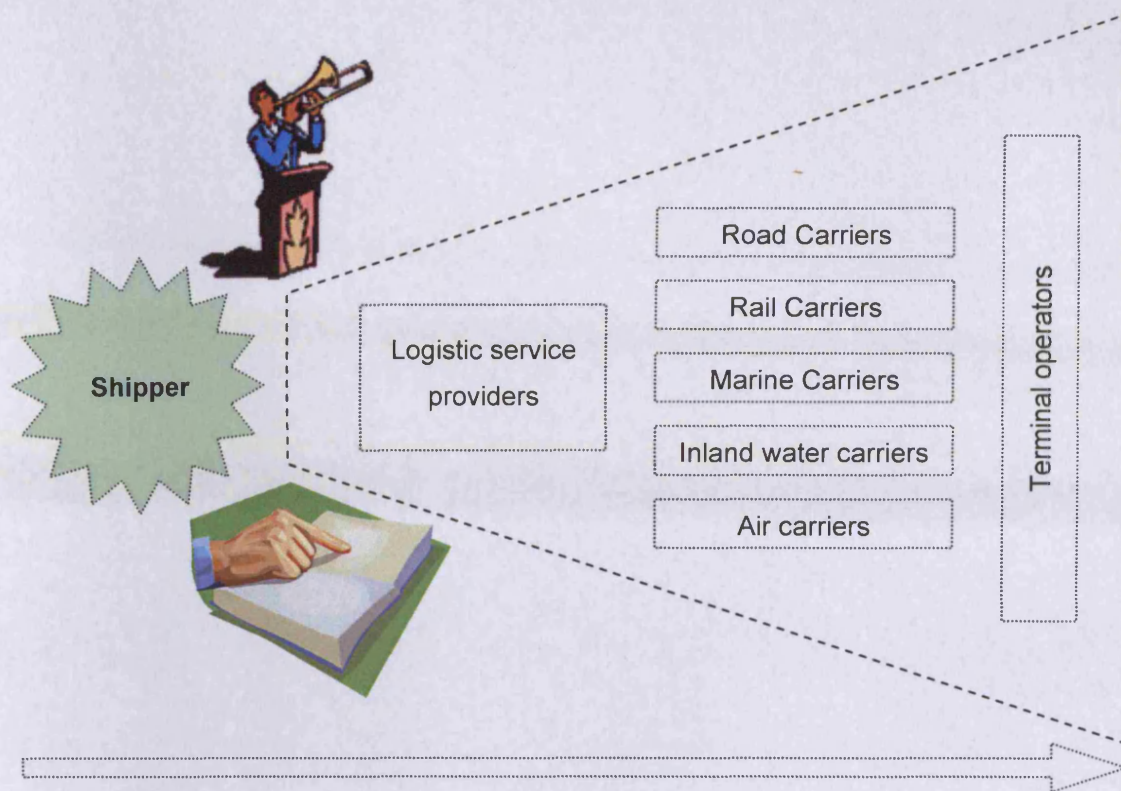 Shipper
Logistic service
providers
Road Carriers
Rail Carriers
Marine Carriers
Inland water carriers
Air carriers
Terminal operators